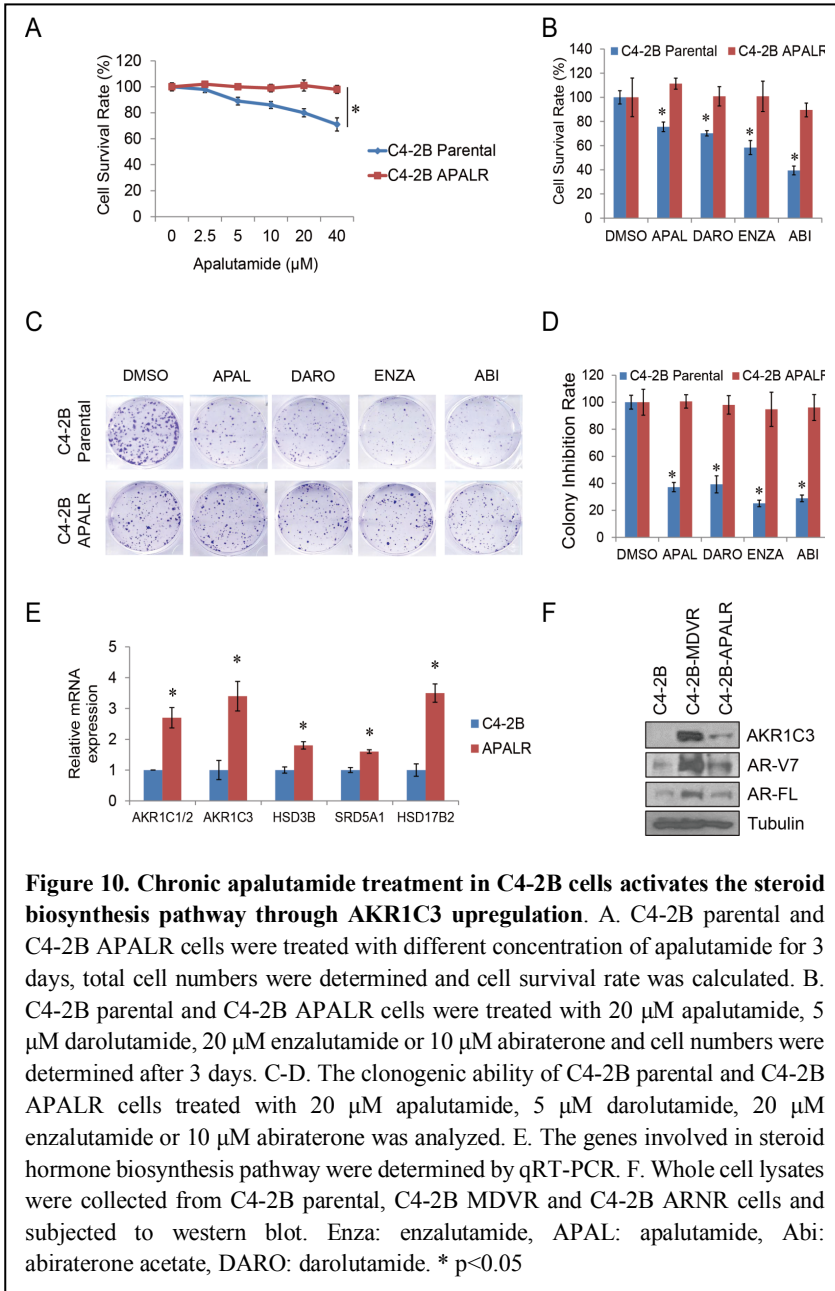 A
Cell Survival Rate (%)
120
100
80
60
40
20
0
0 2.5 5 10 20 40
Apalutamide (µM)
*
C4-2B Parental
C4-2B APALR
B
C4-2B Parental C4-2B APALR
Cell Survival Rate (%)
140
120
100
80
60
40
20
0
* * * *
DMSO APAL DARO ENZA ABI
C
DMSO APAL DARO ENZA ABI
C4-2B
Parental
C4-2B
APALR
D
C4-2B Parental C4-2B APALR
Colony Inhibition Rate
120
100
80
60
40
20
0
* * * *
DMSO APAL DARO ENZA ABI
E
Relative mRNA
expression
5
4
3
2
1
0
* * * * *
AKR1C1/2 AKR1C3 HSD3B SRD5A1 HSD17B2
C4-2B
APALR
F
C4-2B
C4-2B-MDVR
C4-2B-APALR
AKR1C3
AR-V7
AR-FL
Tubulin
Figure 10. Chronic apalutamide treatment in C4-2B cells activates the steroid
biosynthesis pathway through AKR1C3 upregulation. A. C4-2B parental and
C4-2B APALR cells were treated with different concentration of apalutamide for 3
days, total cell numbers were determined and cell survival rate was calculated. B.
C4-2B parental and C4-2B APALR cells were treated with 20 µM apalutamide, 5
µM darolutamide, 20 µM enzalutamide or 10 µM abiraterone and cell numbers were
determined after 3 days. C-D. The clonogenic ability of C4-2B parental and C4-2B
APALR cells treated with 20 µM apalutamide, 5 µM darolutamide, 20 µM
enzalutamide or 10 µM abiraterone was analyzed. E. The genes involved in steroid
hormone biosynthesis pathway were determined by qRT-PCR. F. Whole cell lysates
were collected from C4-2B parental, C4-2B MDVR and C4-2B ARNR cells and
subjected to western blot. Enza: enzalutamide, APAL: apalutamide, Abi:
abiraterone acetate, DARO: darolutamide. * p<0.05